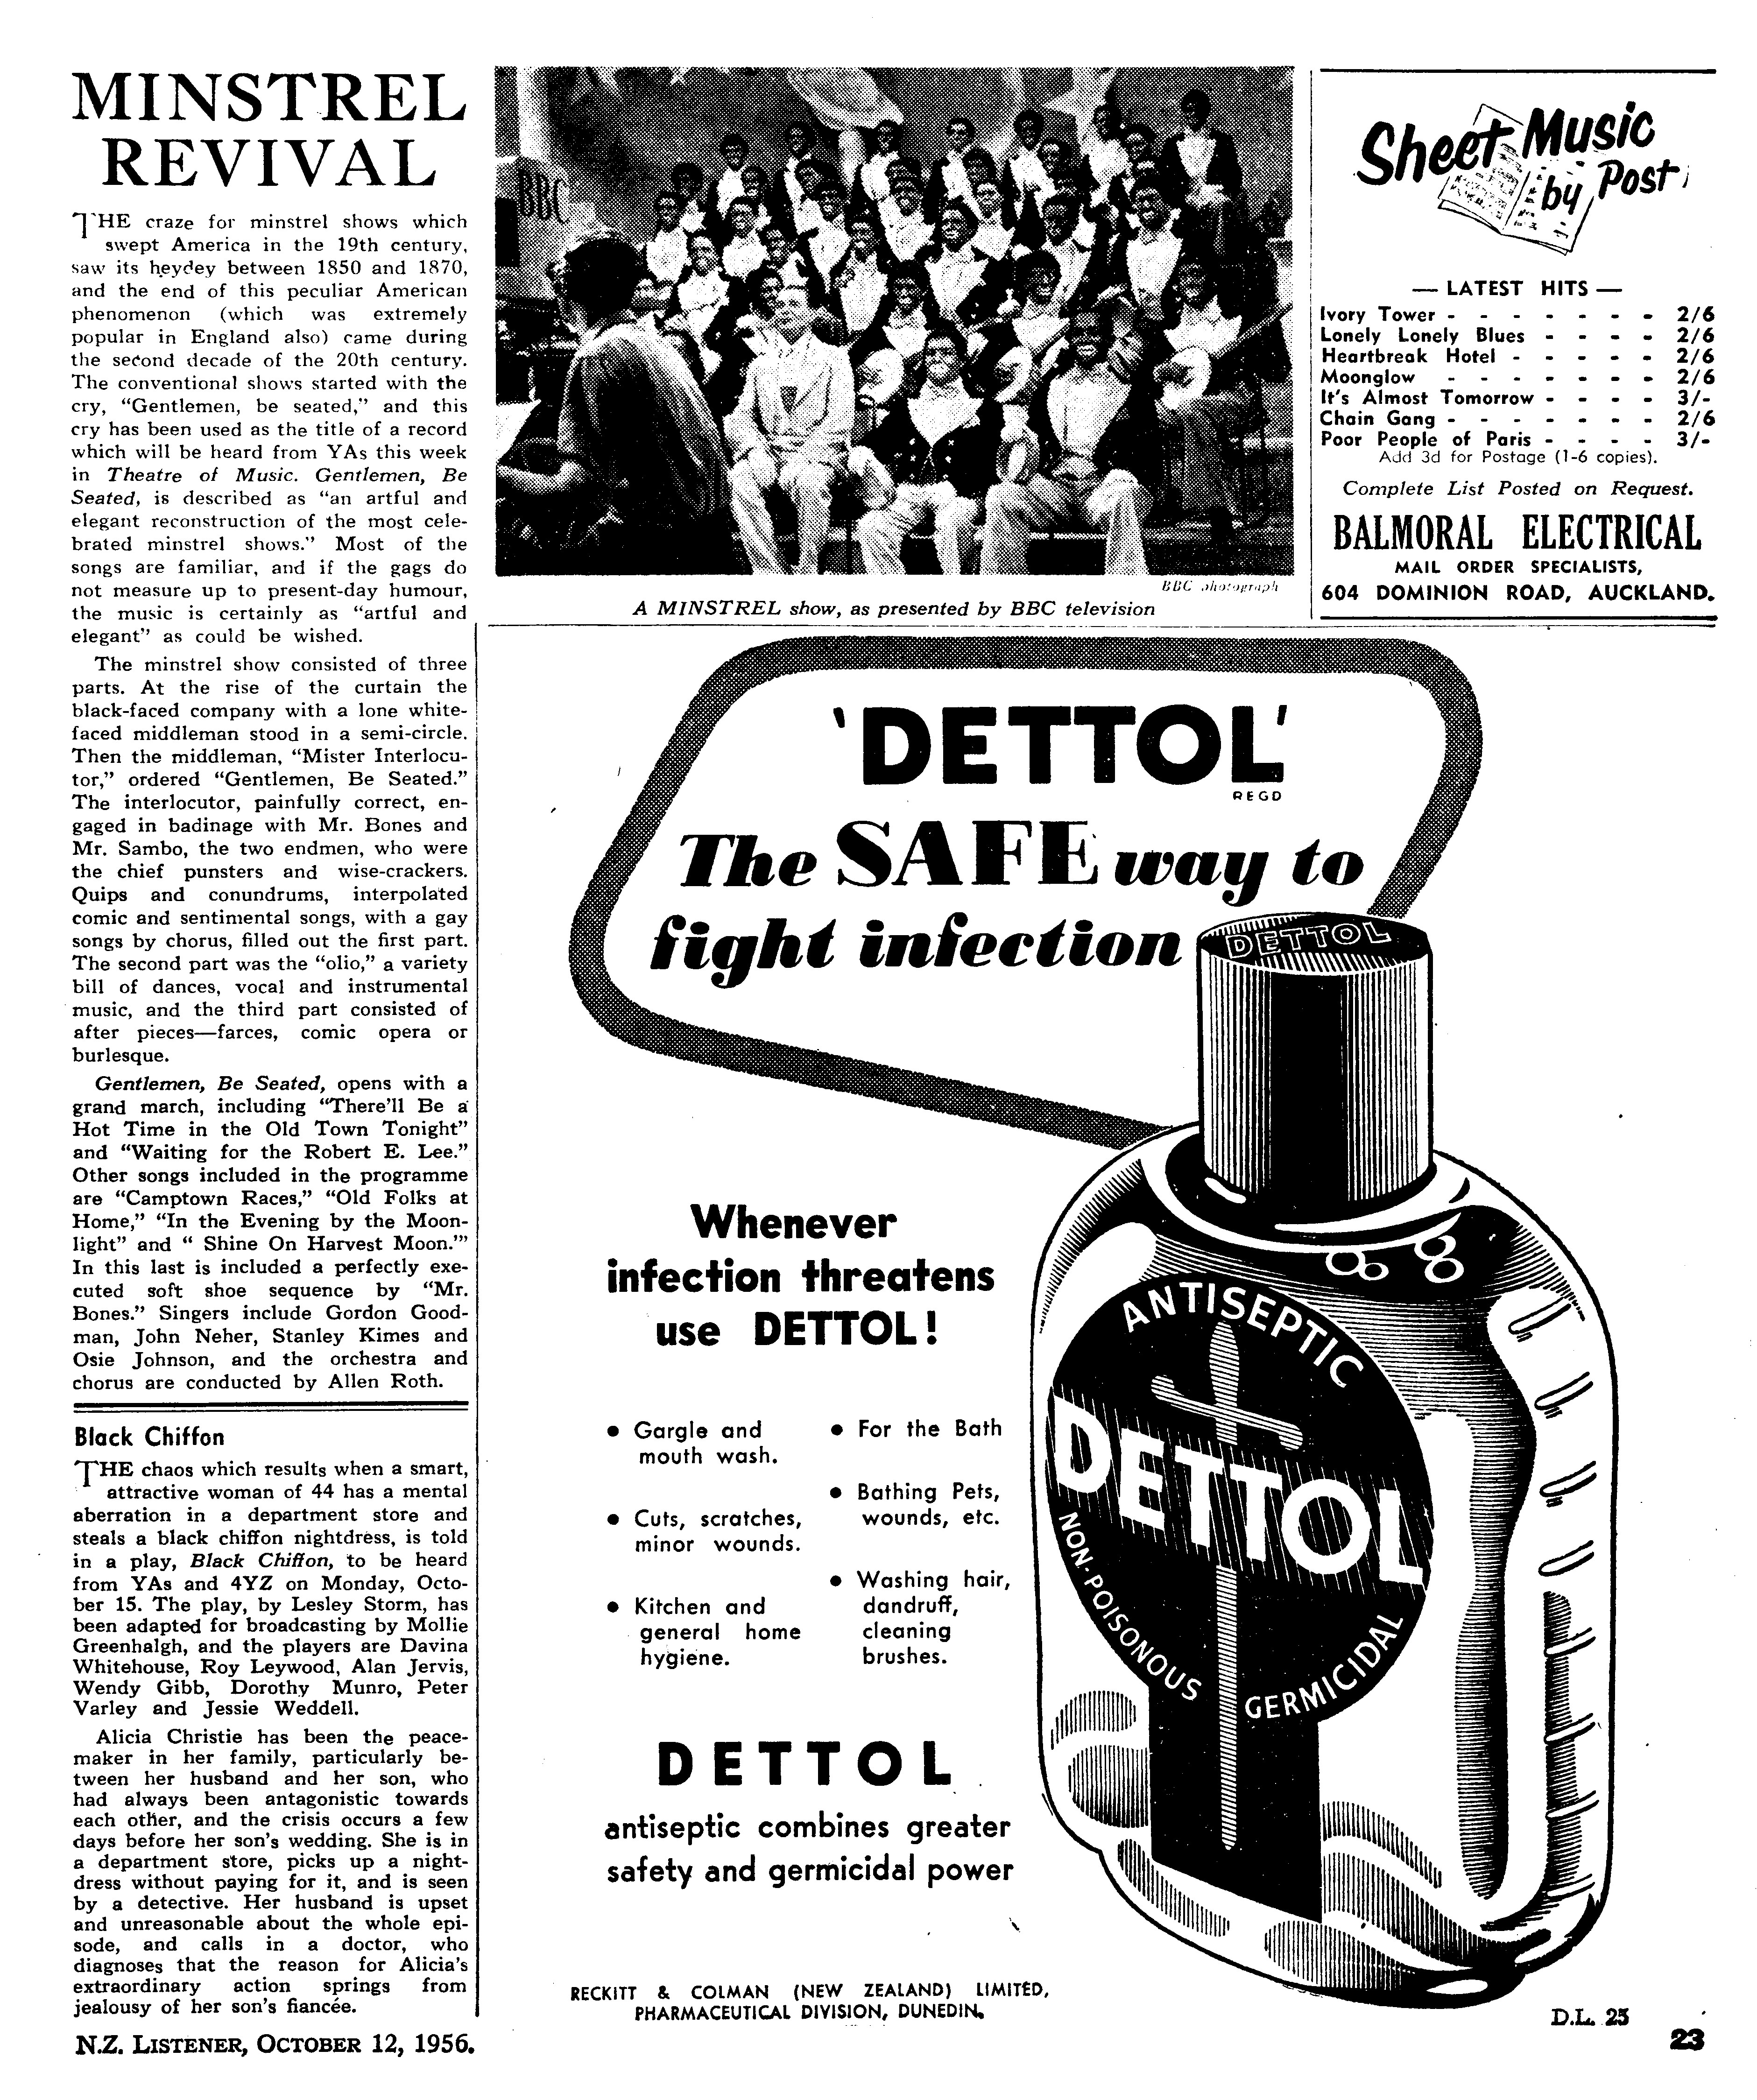 MINSTREL
REVIVAL
THE craze for minstrel shows which
swept America in the 19th century,
saw its heydey between 1850 and 1870,
and the end of this peculiar American
phenomenon (which was extremely
popular in England also) came during
the second decade of the 20th century.
The conventional shows started with the
cry, “Gentlemen, be seated,” and this
cry has been used as the title of a record
which will be heard from YAs this week
in Theatre of Music. Gentlemen, Be
Seated, is described as “an artful and
elegant reconstruction of the most cele-
brated minstrel shows.” Most of the
songs are familiar, and if the gags do
not measure up to present-day humour,
the music is certainly as “artful and
elegant” as could be wished.
The minstrel show consisted of three
parts. At the rise of the curtain the
black-faced company with a lone white-
faced middleman stood in a semi-circle.
Then the middleman, “Mister Interlocu-
tor,” ordered “Gentlemen, Be Seated.”
The interlocutor, painfully correct, en-
gaged in badinage with Mr. Bones and
Mr. Sambo, the two endmen, who were
the chief punsters and wise-crackers.
Quips and conundrums, interpolated
comic and sentimental songs, with a gay
songs by chorus, filled out the first part.
The second part was the “olio,” a variety
bill of dances, vocal and instrumental
music, and the third part consisted of
after pieces—farces, comic opera or
burlesque.
Gentlemen, Be Seated, opens with a
grand march, including “There'll Be a
Hot Time in the Old Town Tonight”
and “Waiting for the Robert E. Lee.”
Other songs included in the programme
are “Camptown Races,” “Old Folks at
Home,” “In the Evening by the Moon-
light” and “ Shine On Harvest Moon.'”
In this last is included a perfectly exe-
cuted soft shoe sequence by “Mr.
Bones.” Singers include Gordon Good-
man, John Neher, Stanley Kimes and
Osie Johnson, and the orchestra and
chorus are conducted by Allen Roth.
Black Chiffon
THE chaos which results when a smart,
attractive woman of 44 has a mental
aberration in a department store and
steals a black chiffon nightdress, is told
in a play, Black Chiffon, to be heard
from YAs and 4YZ on Monday, Octo-
ber 15. The play, by Lesley Storm, has
been adapted for broadcasting by Mollie
Greenhalgh, and the players are Davina
Whitehouse, Roy Leywood, Alan Jervis,
Wendy Gibb, Dorothy Munro, Peter
Varley and Jessie Weddell.
Alicia Christie has been the peace-
maker in her family, particularly be-
tween her husband and her son, who
had always been antagonistic towards
each other, and the crisis occurs a few
days before her son's wedding. She is in
a department store, picks up a night-
dress without paying for it, and is seen
by a detective. Her husband is upset
and unreasonable about the whole epi-
sode, and calls in a doctor, who
diagnoses that the reason for Alicia's
extraordinary action springs from
jealousy of her son's fiancée.
BBC
BBC photograph
A MINSTREL show, as presented by BBC television
Sheet Music
by Post
— LATEST HITS —
Ivory Tower - - - - - - - 2/6
Lonely Lonely Blues - - - - 2/6
Heartbreak Hotel - - - - - 2/6
Moonglow - - - - - - - 2/6
It's Almost Tomorrow - - - - 3/-
Chain Gang - - - - - - - 2/6
Poor People of Paris - - - - 3/-
Add 3d for Postage (1-6 copies).
Complete List Posted on Request.
BALMORAL ELECTRICAL
MAIL ORDER SPECIALISTS,
604 DOMINION ROAD, AUCKLAND.
'DETTOL'
REGD
The SAFE way to
fight infection
DETTOL
Whenever
infection threatens
use DETTOL!
• Gargle and
mouth wash.
• Cuts, scratches,
minor wounds.
• Kitchen and
general home
hygiene.
• For the Bath
• Bathing Pets,
wounds, etc.
• Washing hair,
dandruff,
cleaning
brushes.
ANTISEPTIC
DETTOL
NON-POISONOUS
GERMICIDAL
DETTOL
antiseptic combines greater
safety and germicidal power
RECKITT & COLMAN (NEW ZEALAND) LIMITED,
PHARMACEUTICAL DIVISION, DUNEDIN.
D.L. 25
N.Z. LISTENER, OCTOBER 12, 1956.
23